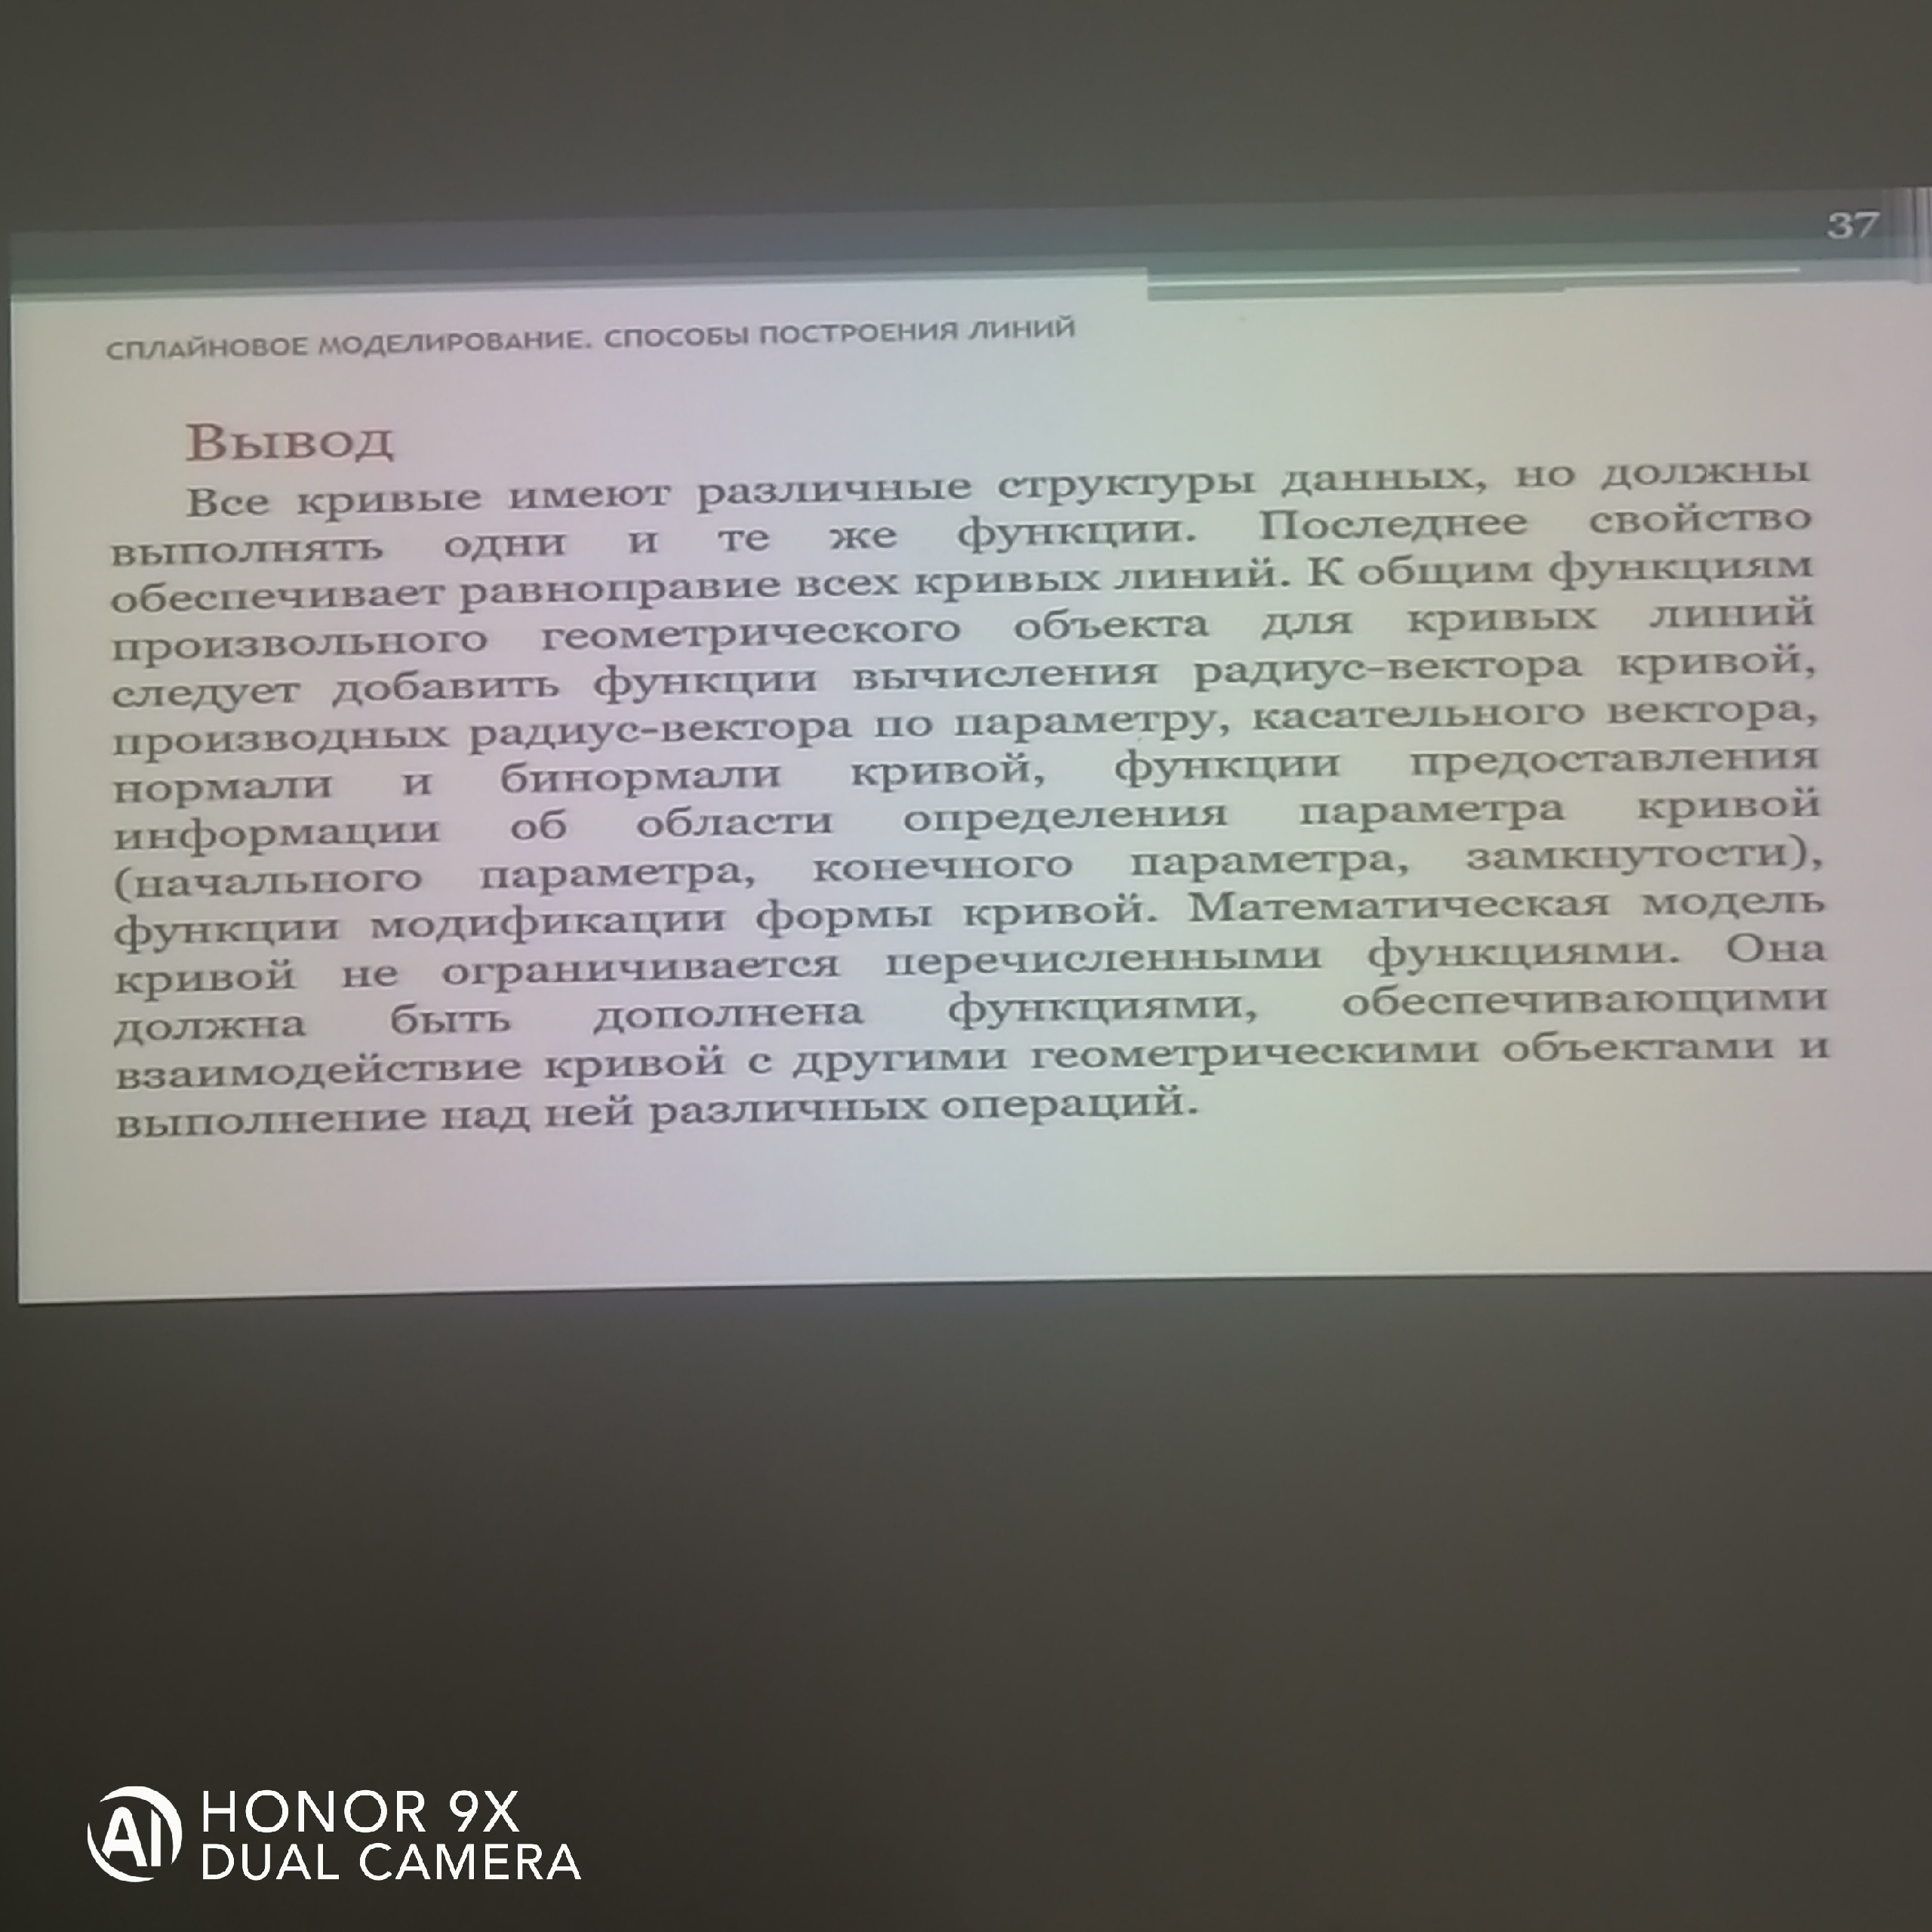 37
СПЛАЙНОВОЕ МОДЕЛИРОВАНИЕ. СПОСОБЫ ПОСТРОЕНИЯ ЛИНИЙ
Вывод
Все кривые имеют различные структуры данных, но должны
выполнять одни и те же функции. Последнее свойство
обеспечивает равноправие всех кривых линий. К общим функциям
произвольного геометрического объекта для кривых линий
следует добавить функции вычисления радиус-вектора кривой,
производных радиус-вектора по параметру, касательного вектора,
нормали и бинормали кривой, функции предоставления
информации об области определения параметра кривой
(начального параметра, конечного параметра, замкнутости),
функции модификации формы кривой. Математическая модель
кривой не ограничивается перечисленными функциями. Она
должна быть дополнена функциями, обеспечивающими
взаимодействие кривой с другими геометрическими объектами и
выполнение над ней различных операций.
AI HONOR 9X
DUAL CAMERA